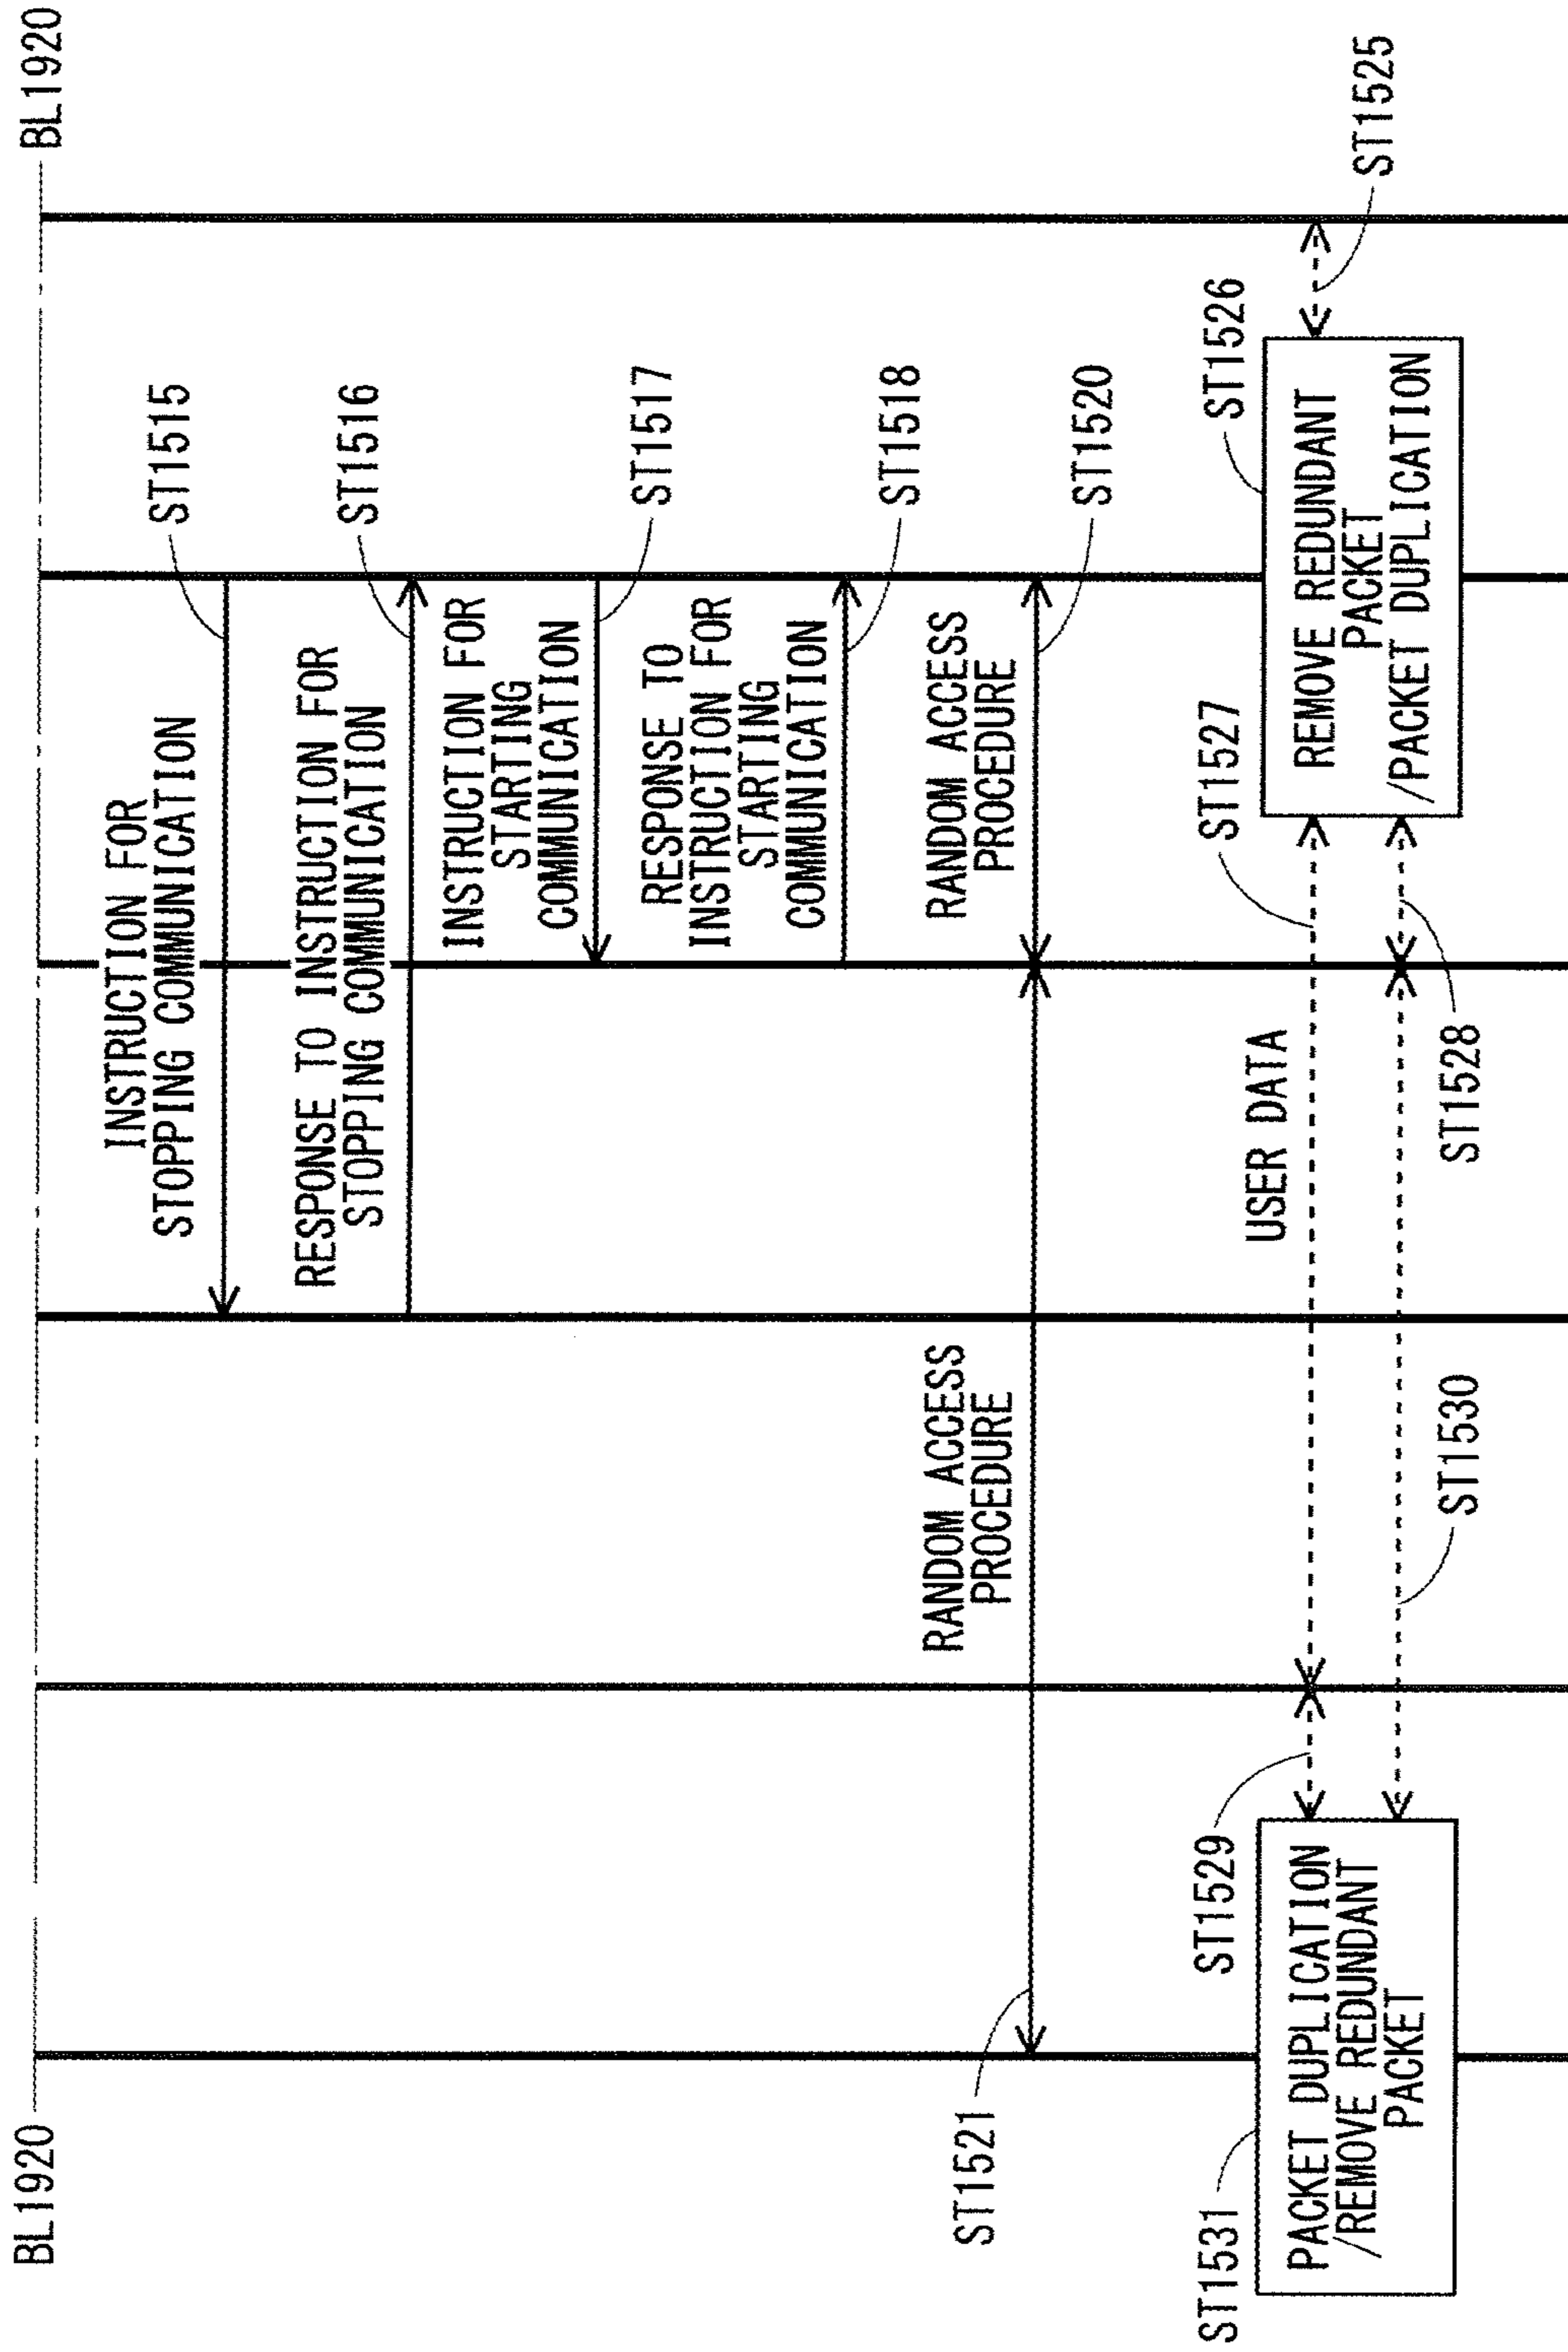 BL1920
BL1920
INSTRUCTION FOR
STOPPING COMMUNICATION
ST1515
RESPONSE TO INSTRUCTION FOR
STOPPING COMMUNICATION
ST1516
INSTRUCTION FOR
STARTING
COMMUNICATION
ST1517
RESPONSE TO
INSTRUCTION FOR
STARTING
COMMUNICATION
ST1518
RANDOM ACCESS
PROCEDURE
ST1520
ST1521
RANDOM ACCESS
PROCEDURE
ST1531
PACKET DUPLICATION
/REMOVE REDUNDANT
PACKET
ST1529
USER DATA
ST1527
ST1526
REMOVE REDUNDANT
PACKET
/PACKET DUPLICATION
ST1525
ST1530
ST1528